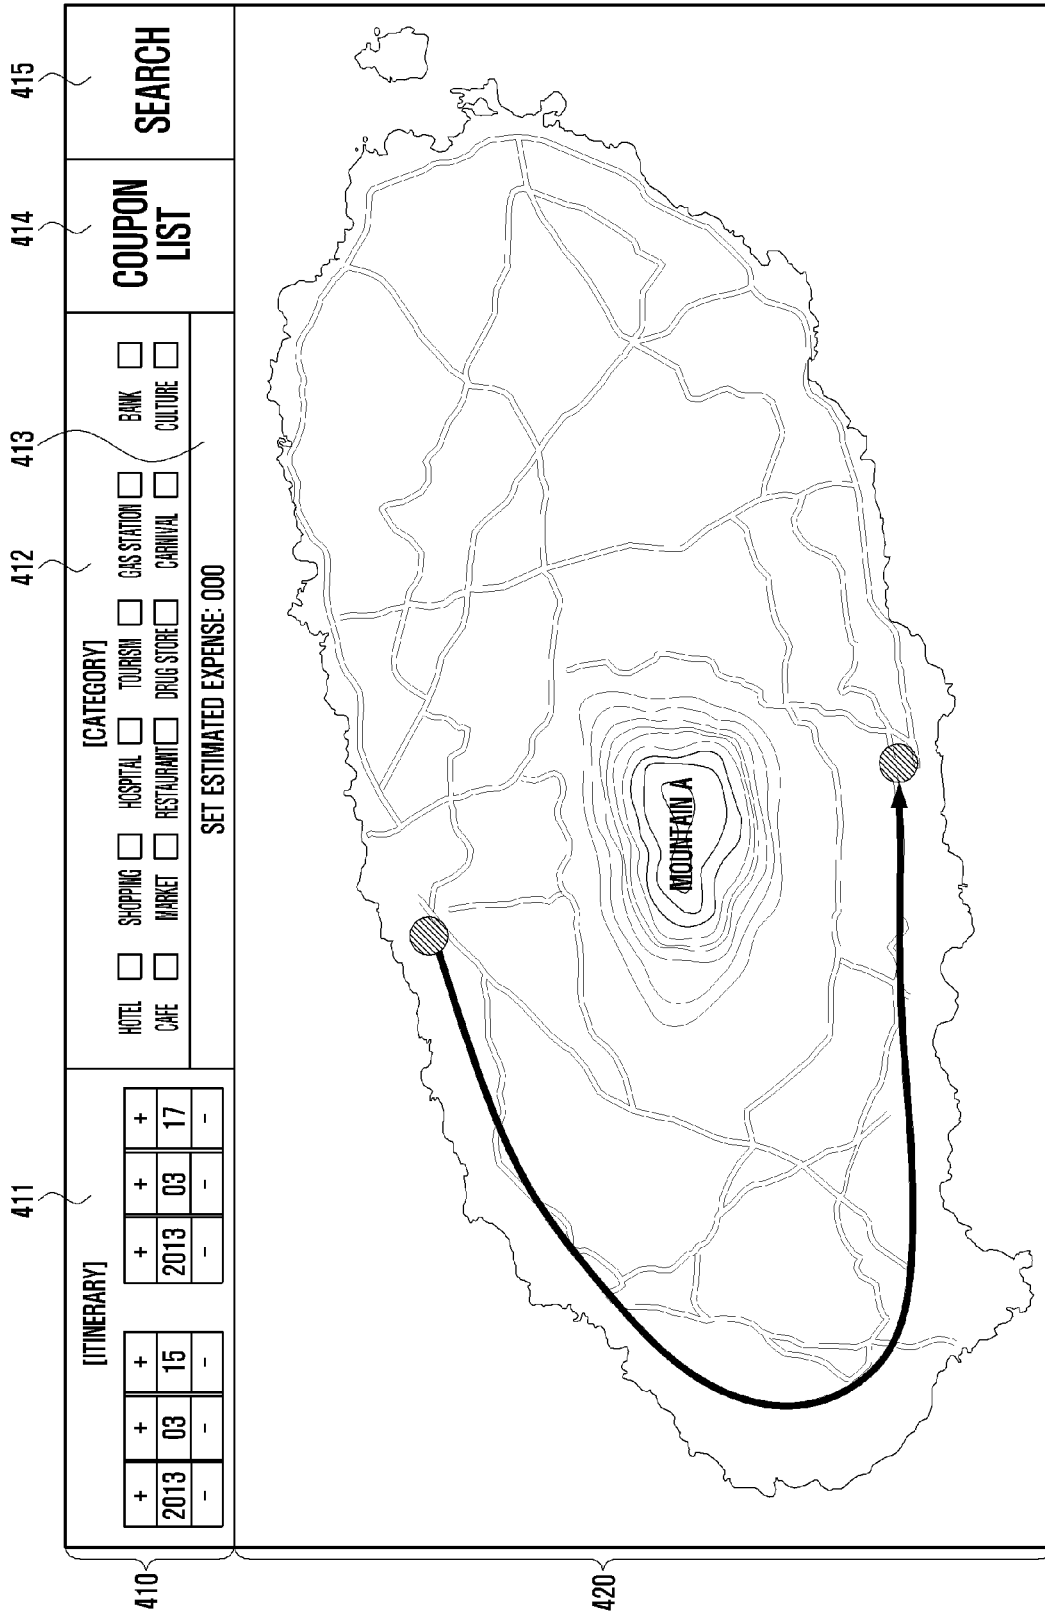 411
412
413
414
415
410
[ITINERARY]
+ + + + + +
2013 03 15 2013 03 17
- - - - - -
[CATEGORY]
HOTEL SHOPPING HOSPITAL TOURISM GAS STATION BANK
CAFE MARKET RESTAURANT DRUG STORE CARNIVAL CULTURE
SET ESTIMATED EXPENSE: 000
COUPON
LIST
SEARCH
420
MOUNTAIN A